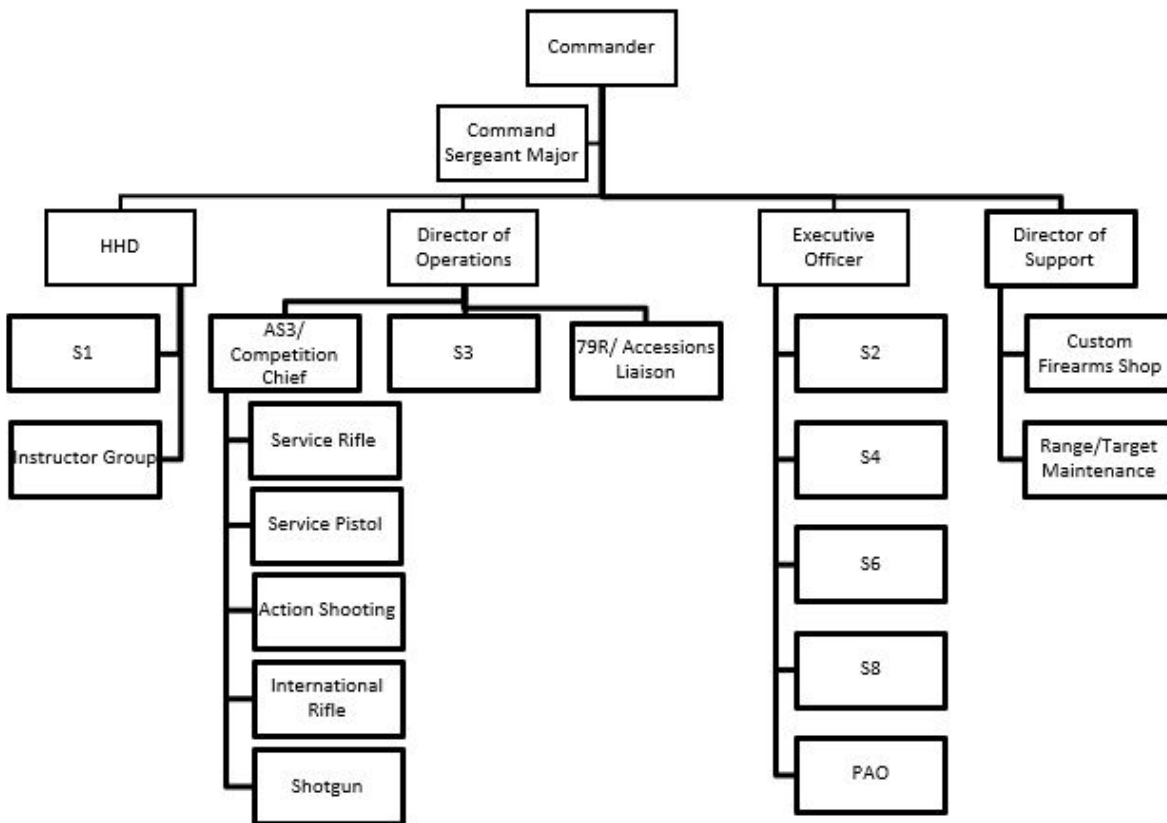 Commander
Command
Sergeant Major
HHD
Director of
Operations
Executive
Officer
Director of
Support
S1
AS3/
Competition
Chief
S3
79R/ Accessions
Liaison
S2
Custom
Firearms Shop
Instructor Group
Service Rifle
S4
Range/Target
Maintenance
Service Pistol
S6
Action Shooting
International
Rifle
S8
Shotgun
PAO